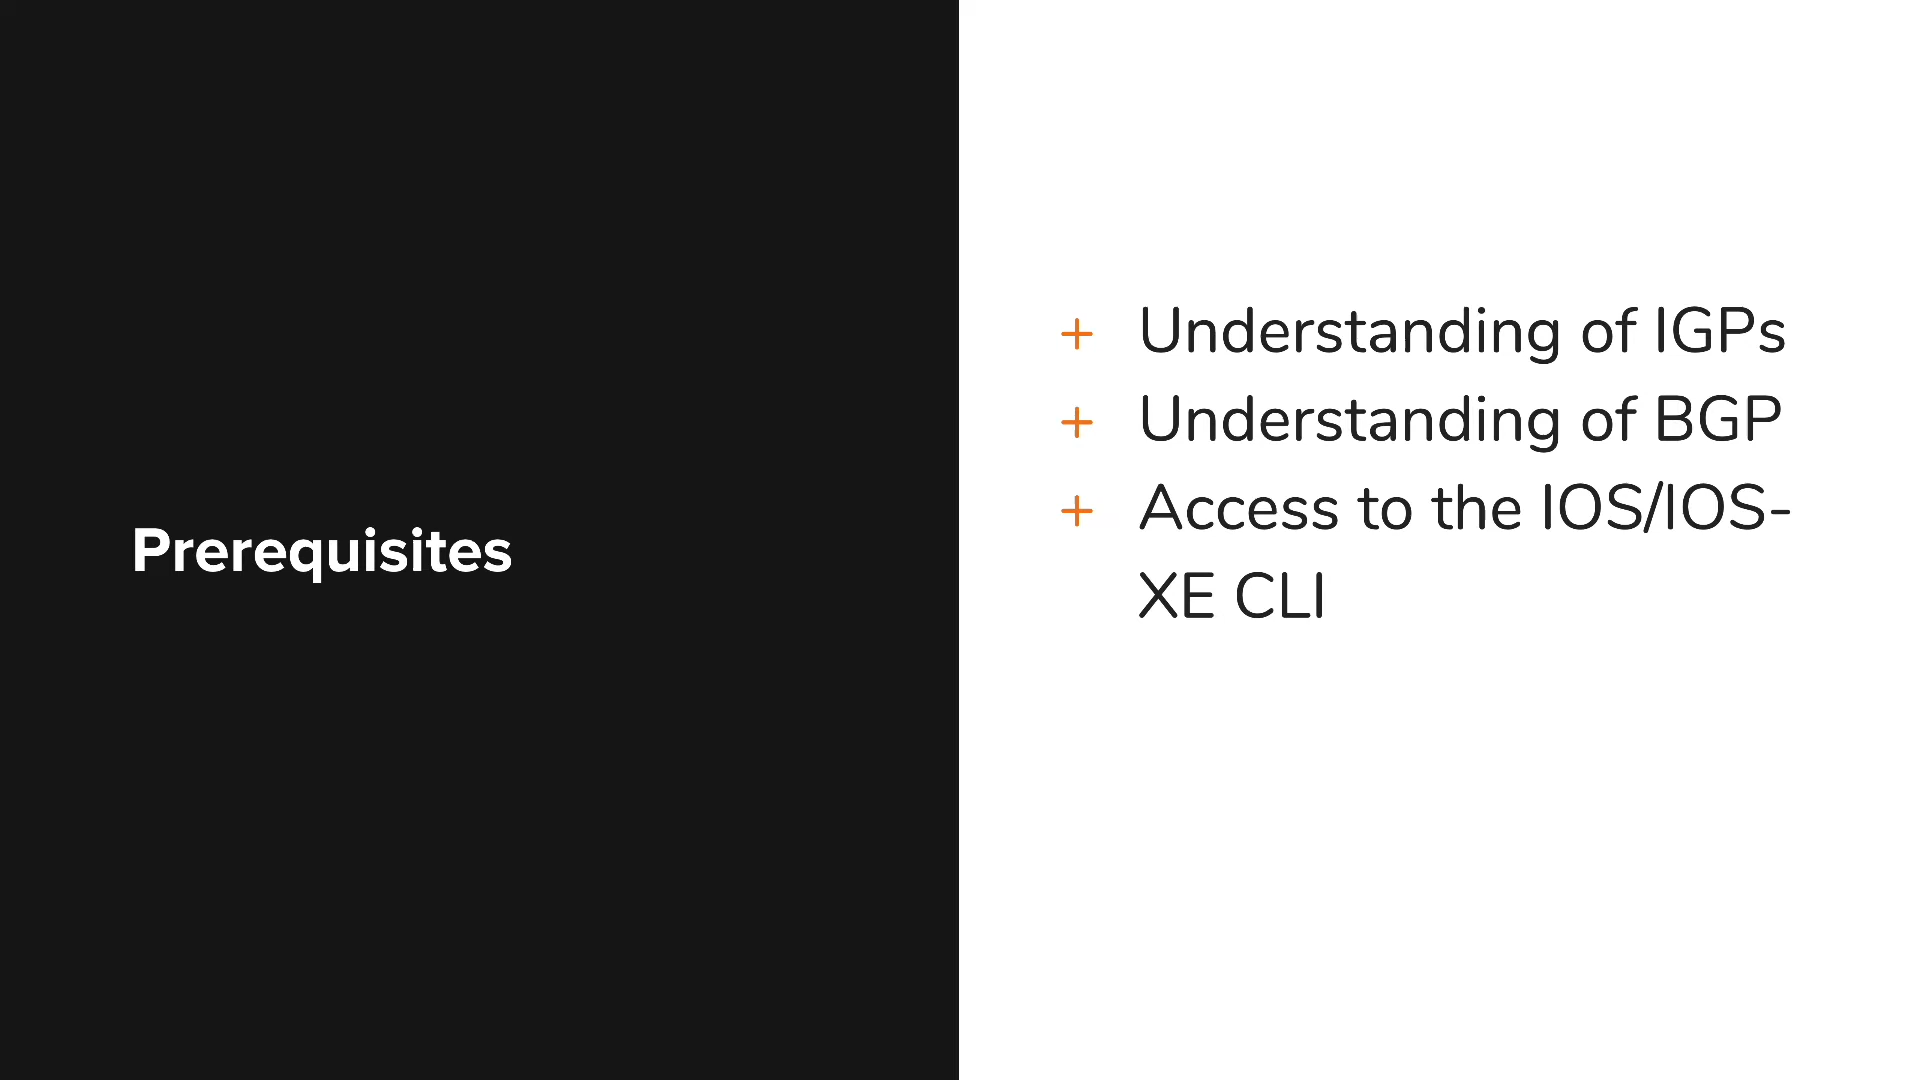 Prerequisites
+ Understanding of IGPs
+ Understanding of BGP
+ Access to the IOS/IOS-
XE CLI